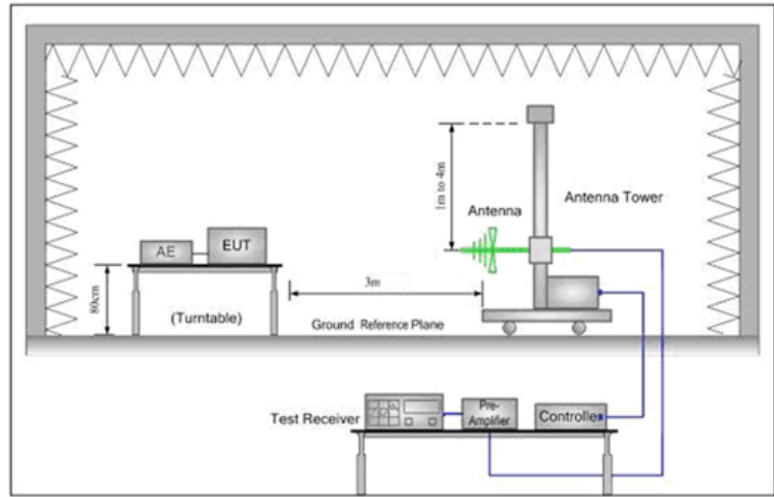 1m to 4m
Antenna
Antenna Tower
AE
EUT
80cm
(Turntable)
3m
Ground Reference Plane
Test Receiver
Pre-
Amplifier
Controller